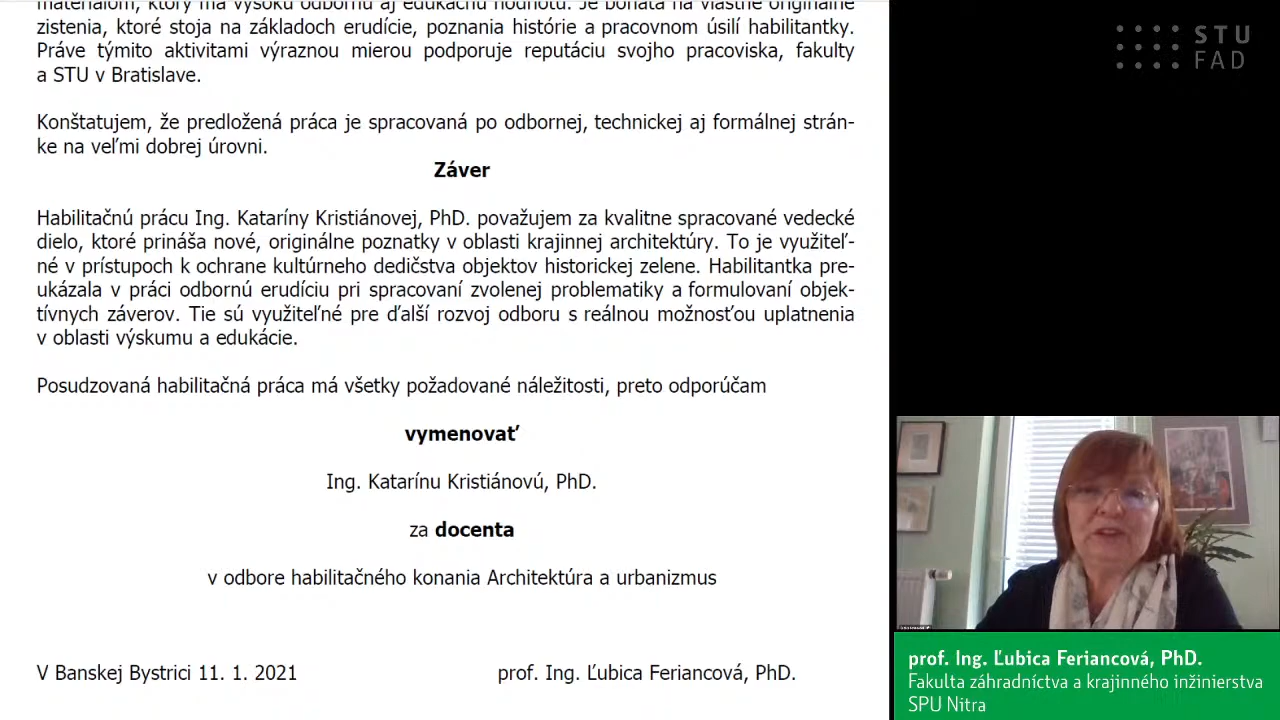 materiálom, ktorý má vysokú odbornú aj edukačnú hodnotu. Je bohatá na vlastné originálne
zistenia, ktoré stoja na základoch erudície, poznania histórie a pracovnom úsilí habilitantky.
Práve týmito aktivitami výraznou mierou podporuje reputáciu svojho pracoviska, fakulty
a STU v Bratislave.
Konštatujem, že predložená práca je spracovaná po odbornej, technickej aj formálnej strán-
ke na veľmi dobrej úrovni.
Záver
Habilitačnú prácu Ing. Kataríny Kristiánovej, PhD. považujem za kvalitne spracované vedecké
dielo, ktoré prináša nové, originálne poznatky v oblasti krajinnej architektúry. To je využiteľ-
né v prístupoch k ochrane kultúrneho dedičstva objektov historickej zelene. Habilitantka pre-
ukázala v práci odbornú erudíciu pri spracovaní zvolenej problematiky a formulovaní objek-
tívnych záverov. Tie sú využiteľné pre ďalší rozvoj odboru s reálnou možnosťou uplatnenia
v oblasti výskumu a edukácie.
Posudzovaná habilitačná práca má všetky požadované náležitosti, preto odporúčam
vymenovať
Ing. Katarínu Kristiánovú, PhD.
za docenta
v odbore habilitačného konania Architektúra a urbanizmus
V Banskej Bystrici 11. 1. 2021 prof. Ing. Ľubica Feriancová, PhD.
STU
FAD
prof. Ing. Ľubica Feriancová, PhD.
Fakulta záhradníctva a krajinného inžinierstva
SPU Nitra